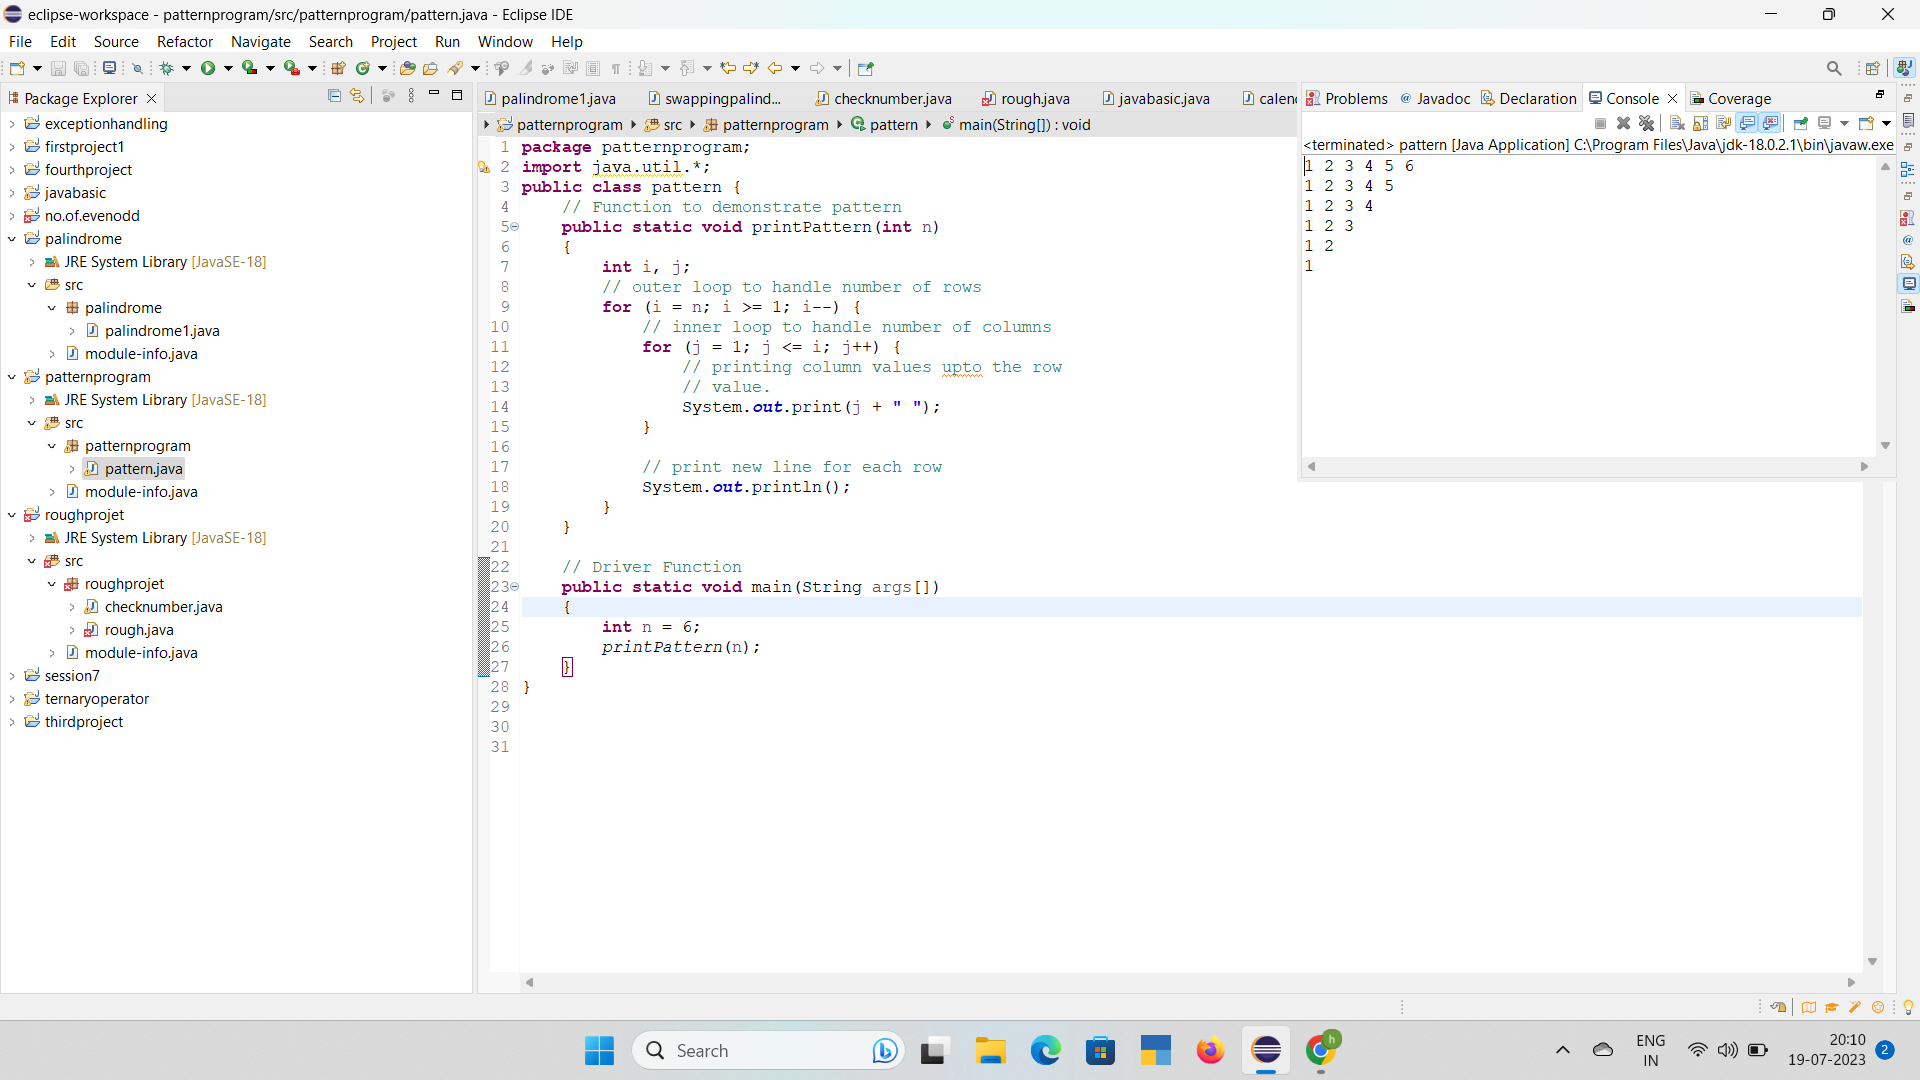 eclipse-workspace - patternprogram/src/patternprogram/pattern.java - Eclipse IDE
File Edit Source Refactor Navigate Search Project Run Window Help
Package Explorer
exceptionhandling
firstproject1
fourthproject
javabasic
no.of.evenodd
palindrome
JRE System Library [JavaSE-18]
src
palindrome
palindrome1.java
module-info.java
patternprogram
JRE System Library [JavaSE-18]
src
patternprogram
pattern.java
module-info.java
roughprojet
JRE System Library [JavaSE-18]
src
roughprojet
checknumber.java
rough.java
module-info.java
session7
ternaryoperator
thirdproject
palindrome1.java swappingpalind... checknumber.java rough.java javabasic.java calen
patternprogram src patternprogram pattern main(String[]) : void
1 package patternprogram;
2 import java.util.*;
3 public class pattern {
4     // Function to demonstrate pattern
5     public static void printPattern(int n)
6     {
7         int i, j;
8         // outer loop to handle number of rows
9         for (i = n; i >= 1; i--) {
10             // inner loop to handle number of columns
11             for (j = 1; j <= i; j++) {
12                 // printing column values upto the row
13                 // value.
14                 System.out.print(j + " ");
15             }
16
17             // print new line for each row
18             System.out.println();
19         }
20     }
21
22     // Driver Function
23     public static void main(String args[])
24     {
25         int n = 6;
26         printPattern(n);
27     }
28 }
29
30
31
Problems Javadoc Declaration Console Coverage
<terminated> pattern [Java Application] C:\Program Files\Java\jdk-18.0.2.1\bin\javaw.exe
1 2 3 4 5 6
1 2 3 4 5
1 2 3 4
1 2 3
1 2
1
Search
h
ENG
IN
20:10
19-07-2023
2